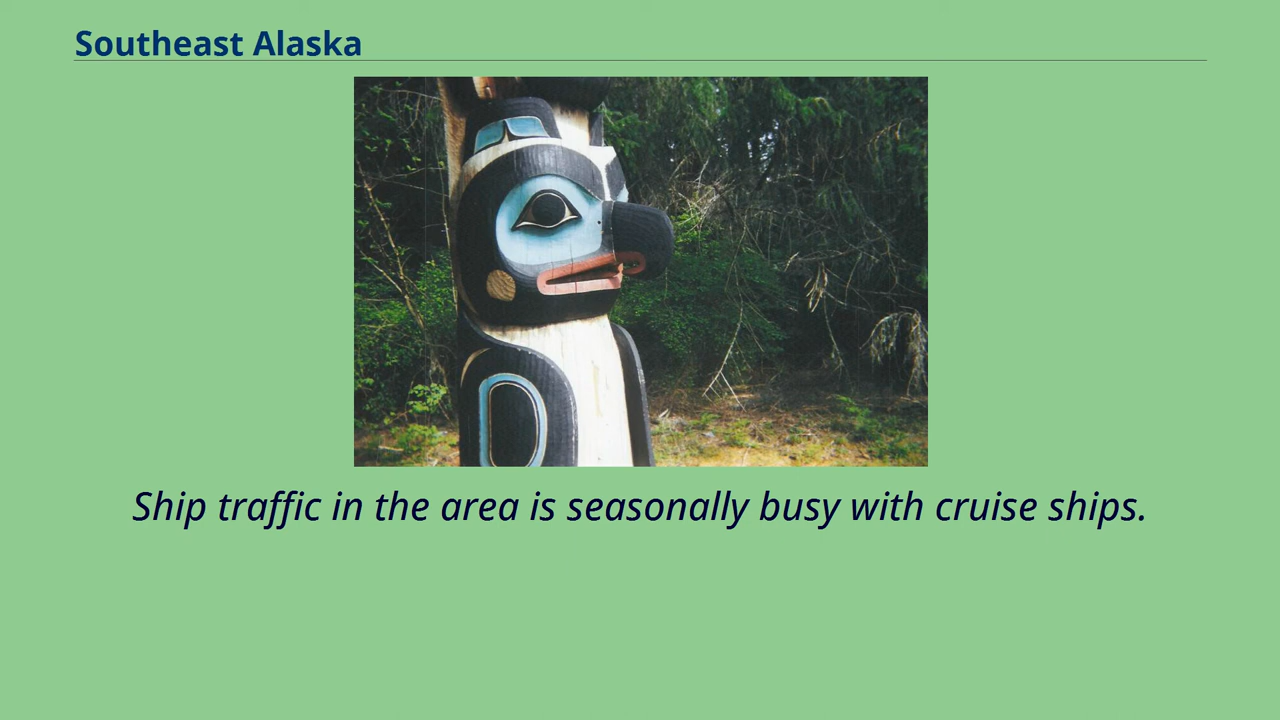 Southeast Alaska
Ship traffic in the area is seasonally busy with cruise ships.